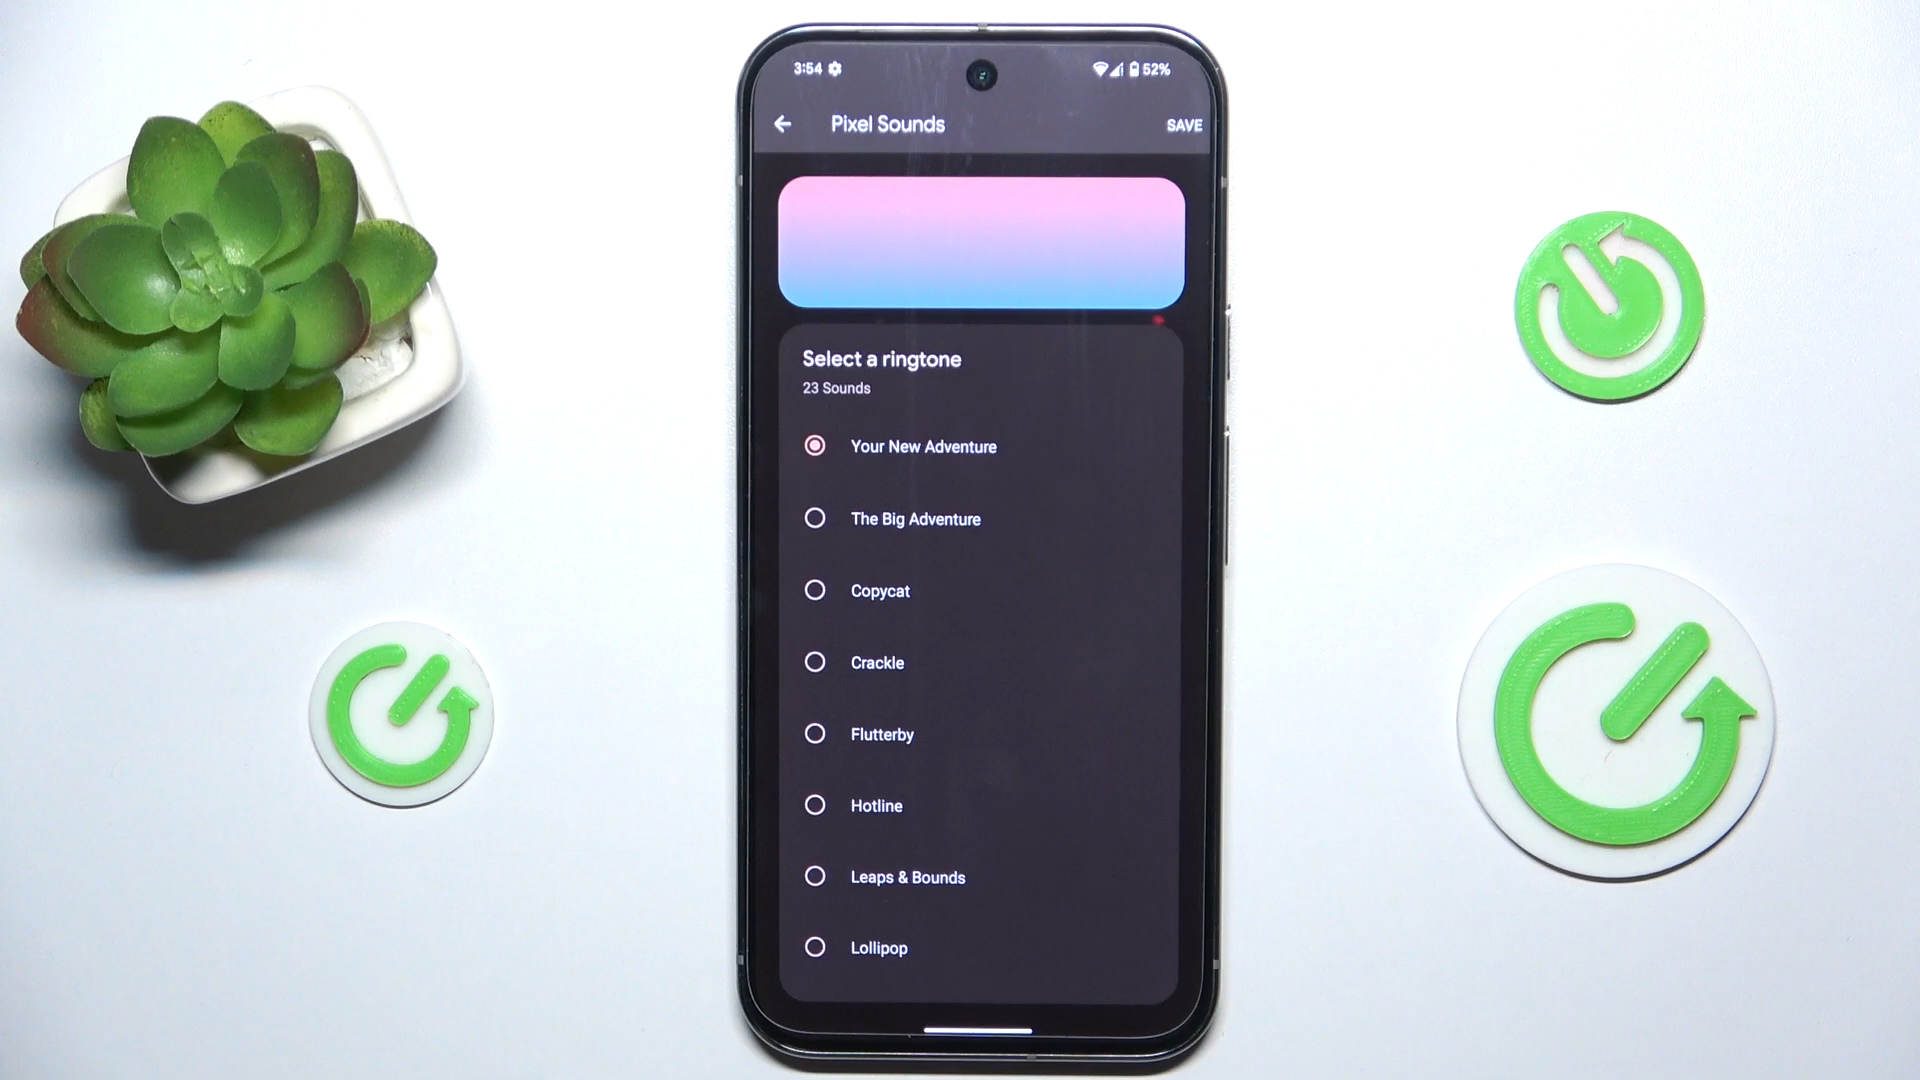 3:54 52%
Pixel Sounds SAVE
Select a ringtone
23 Sounds
Your New Adventure
The Big Adventure
Copycat
Crackle
Flutterby
Hotline
Leaps & Bounds
Lollipop